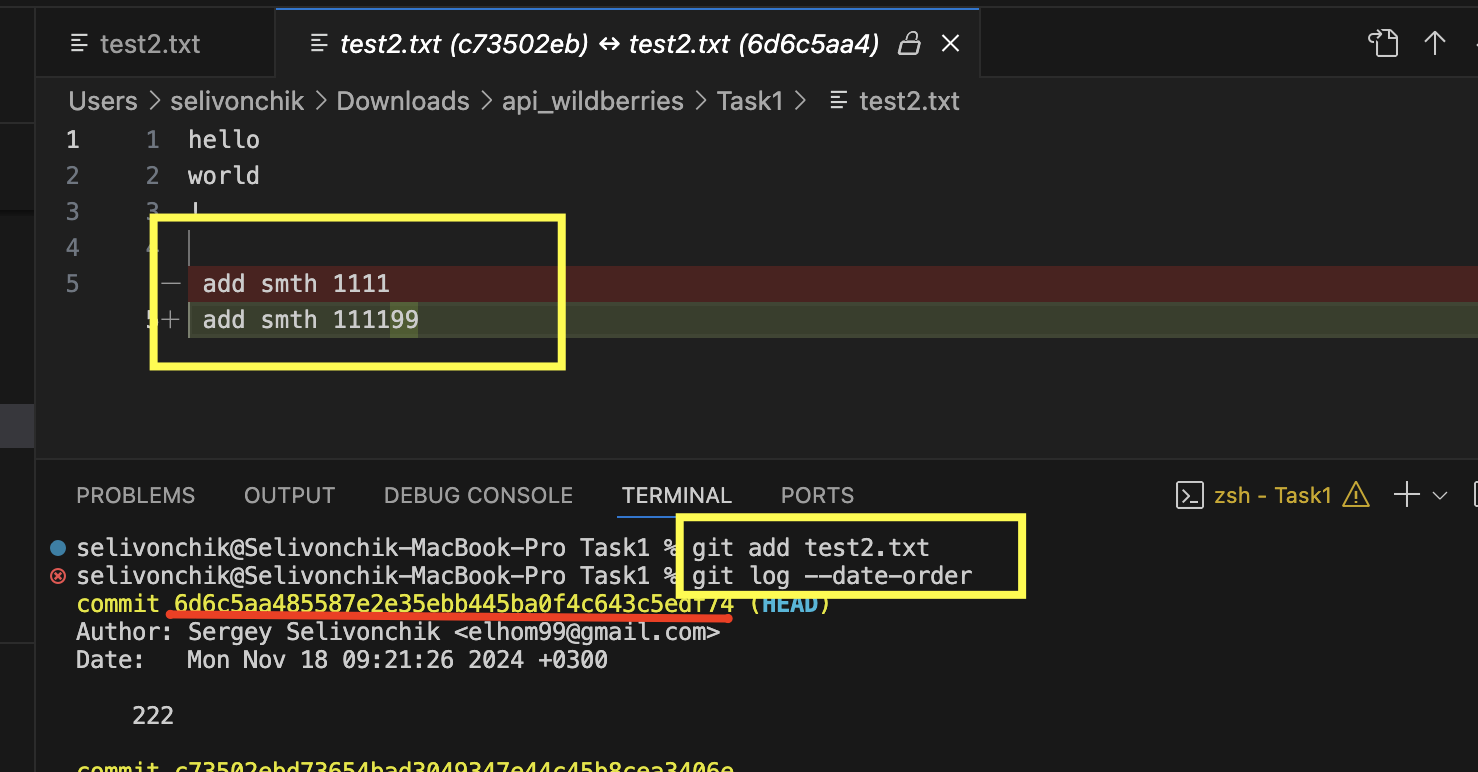 test2.txt
test2.txt (c73502eb) ↔ test2.txt (6d6c5aa4)
Users > selivonchik > Downloads > api_wildberries > Task1 > test2.txt
1 1 hello
2 2 world
3 3
4 4
5 — add smth 1111
5 + add smth 111199
PROBLEMS OUTPUT DEBUG CONSOLE TERMINAL PORTS zsh - Task1
selivonchik@Selivonchik-MacBook-Pro Task1 % git add test2.txt
selivonchik@Selivonchik-MacBook-Pro Task1 % git log --date-order
commit 6d6c5aa485587e2e35ebb445ba0f4c643c5edf74 (HEAD)
Author: Sergey Selivonchik <elhom99@gmail.com>
Date:   Mon Nov 18 09:21:26 2024 +0300
222
commit c73502ebd73654bad3049347e44c45b8cea3406e